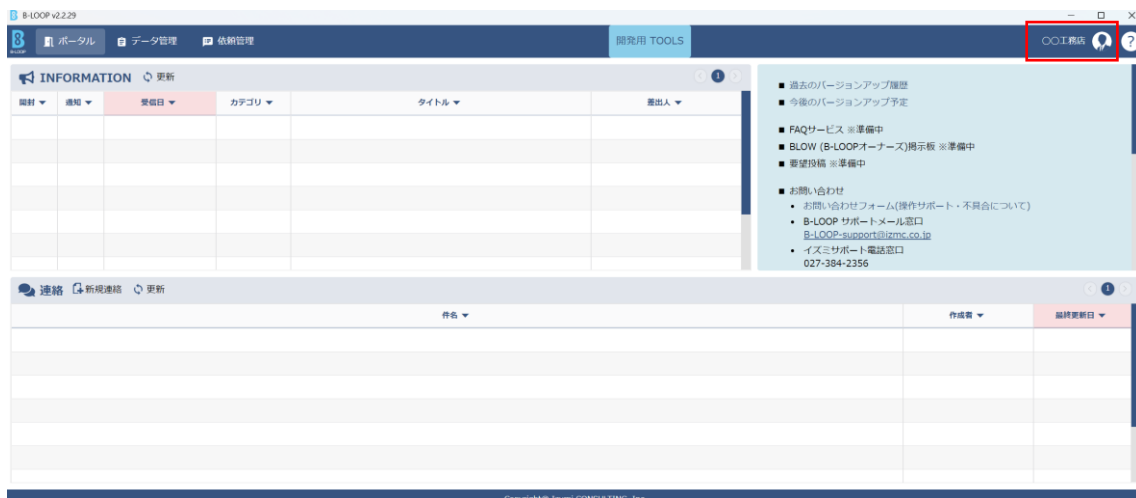 B-LOOP v2.2.29
B-LOOP
ポータル データ管理 依頼管理 開発用 TOOLS 〇〇工務店 ?
INFORMATION 更新 1
開封 通知 受信日 カテゴリ タイトル 差出人
■ 過去のバージョンアップ履歴
■ 今後のバージョンアップ予定
■ FAQサービス ※準備中
■ BLOW (B-LOOPオーナーズ)掲示板 ※準備中
■ 要望投稿 ※準備中
■ お問い合わせ
• お問い合わせフォーム(操作サポート・不具合について)
• B-LOOP サポートメール窓口
B-LOOP-support@izmc.co.jp
• イズミサポート電話窓口
027-384-2356
連絡 新規連絡 更新 1
件名 作成者 最終更新日
Copyright© Izumi CONSULTING, Inc.